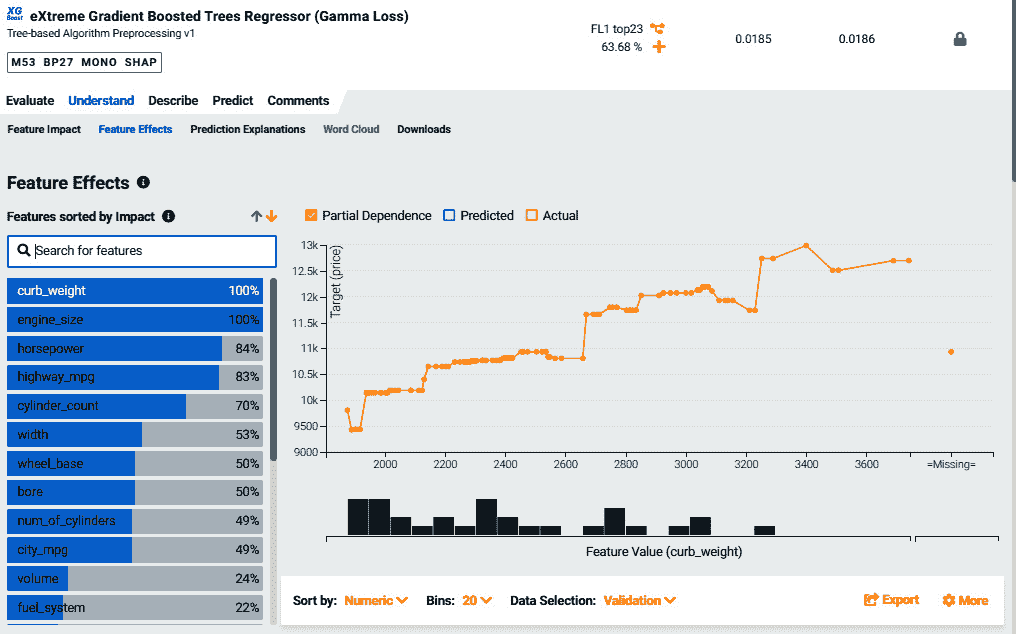 XG Boost eXtreme Gradient Boosted Trees Regressor (Gamma Loss)
Tree-based Algorithm Preprocessing v1
M53 BP27 MONO SHAP
FL1 top23
63.68 %
0.0185
0.0186
Evaluate Understand Describe Predict Comments
Feature Impact Feature Effects Prediction Explanations Word Cloud Downloads
Feature Effects
Features sorted by Impact
Search for features
curb_weight 100%
engine_size 100%
horsepower 84%
highway_mpg 83%
cylinder_count 70%
width 53%
wheel_base 50%
bore 50%
num_of_cylinders 49%
city_mpg 49%
volume 24%
fuel_system 22%
Partial Dependence Predicted Actual
Target (price)
13k
12.5k
12k
11.5k
11k
10.5k
10k
9500
9000
2000 2200 2400 2600 2800 3000 3200 3400 3600 =Missing=
Feature Value (curb_weight)
Sort by: Numeric Bins: 20 Data Selection: Validation Export More